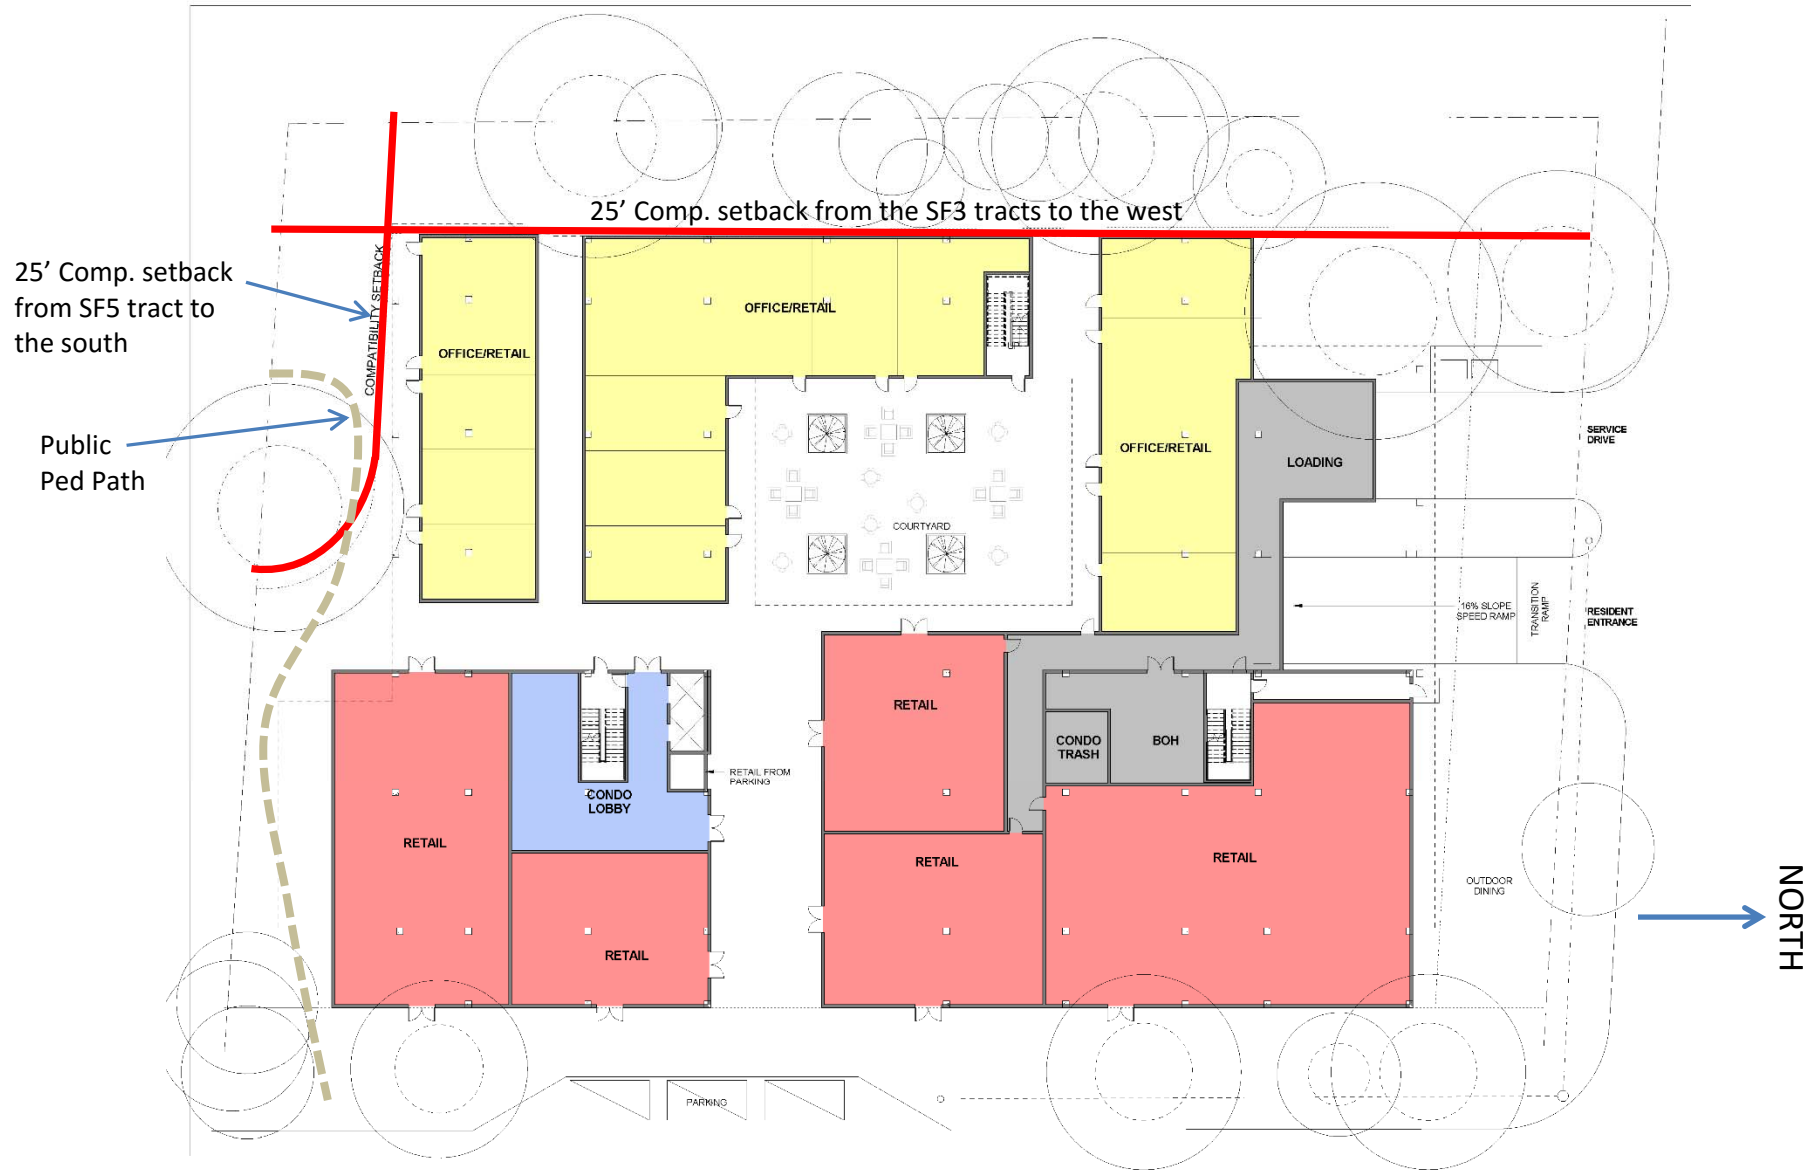 25’ Comp. setback from the SF3 tracts to the west
25’ Comp. setback
from SF5 tract to
the south
COMPATIBILITY SETBACK
Public
Ped Path
OFFICE/RETAIL
OFFICE/RETAIL
OFFICE/RETAIL
LOADING
SERVICE
DRIVE
COURTYARD
16% SLOPE
SPEED RAMP
TRANSITION
RAMP
RESIDENT
ENTRANCE
RETAIL
CONDO
TRASH
BOH
RETAIL FROM
PARKING
CONDO
LOBBY
RETAIL
RETAIL
RETAIL
RETAIL
OUTDOOR
DINING
NORTH
PARKING